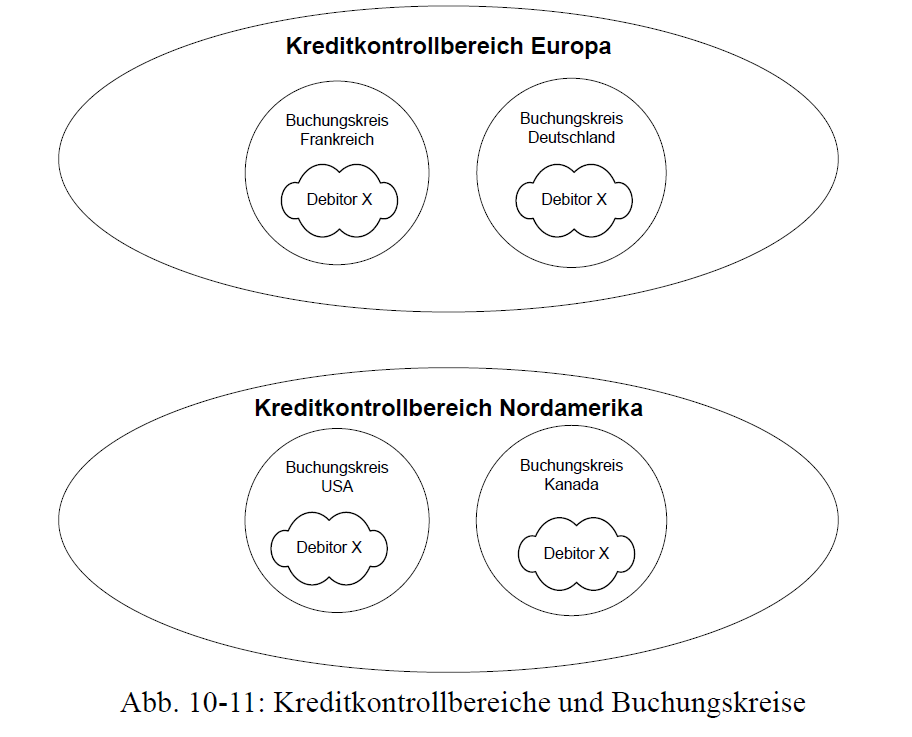 Kreditkontrollbereich Europa
Buchungskreis
Frankreich
Debitor X
Buchungskreis
Deutschland
Debitor X
Kreditkontrollbereich Nordamerika
Buchungskreis
USA
Debitor X
Buchungskreis
Kanada
Debitor X
Abb. 10-11: Kreditkontrollbereiche und Buchungskreise